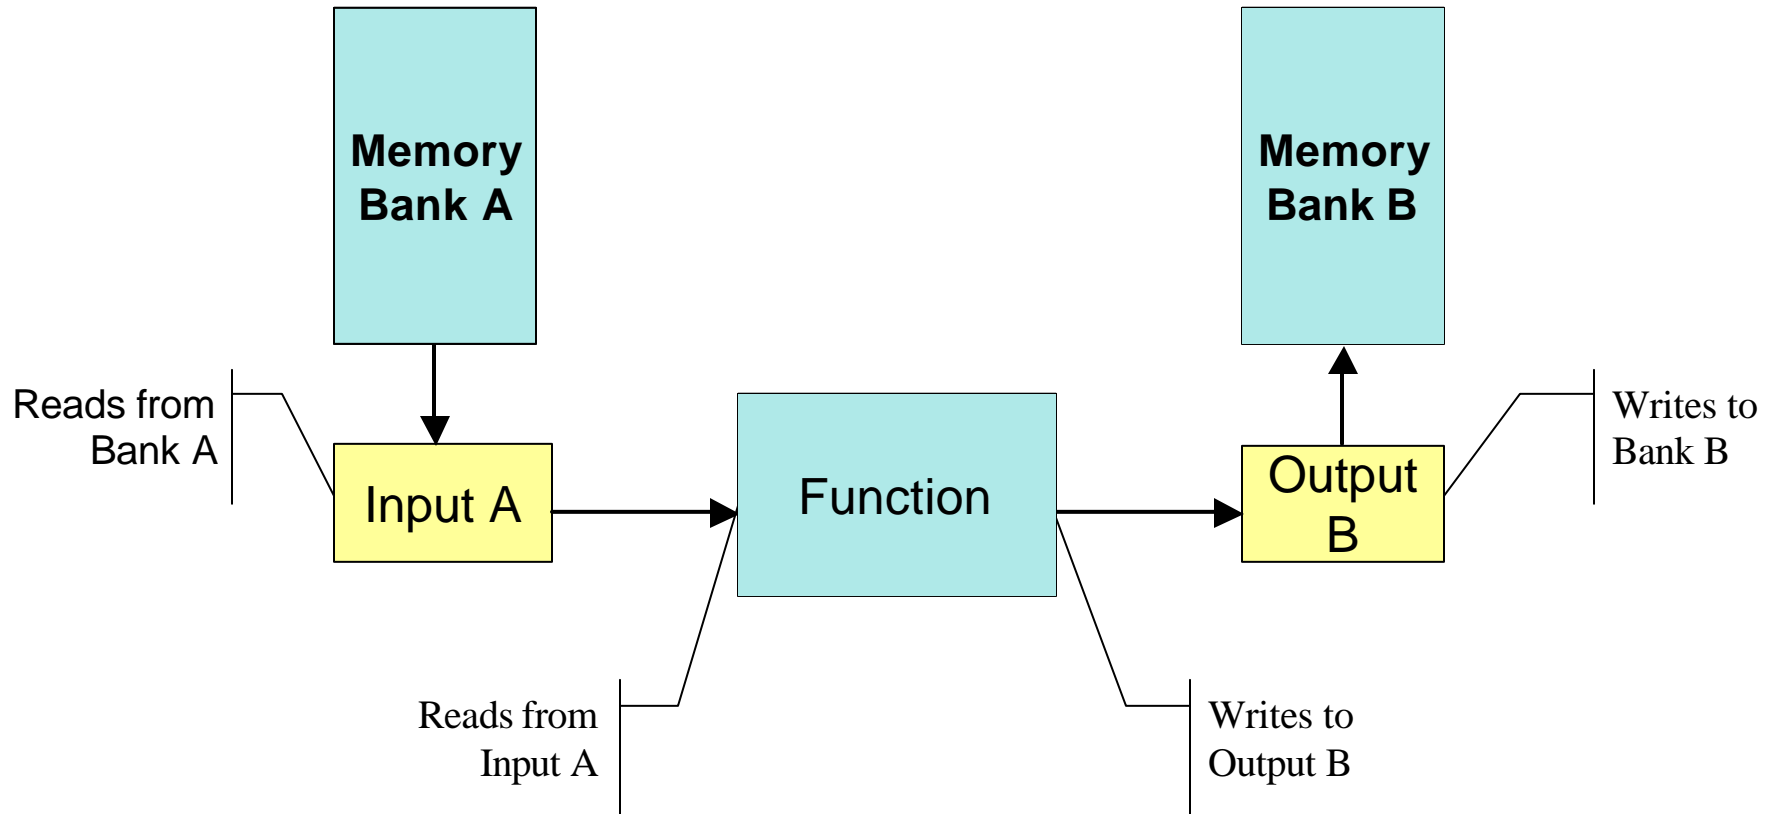 Memory
Bank A
Memory
Bank B
Reads from
Bank A
Input A
Function
Output
B
Writes to
Bank B
Reads from
Input A
Writes to
Output B